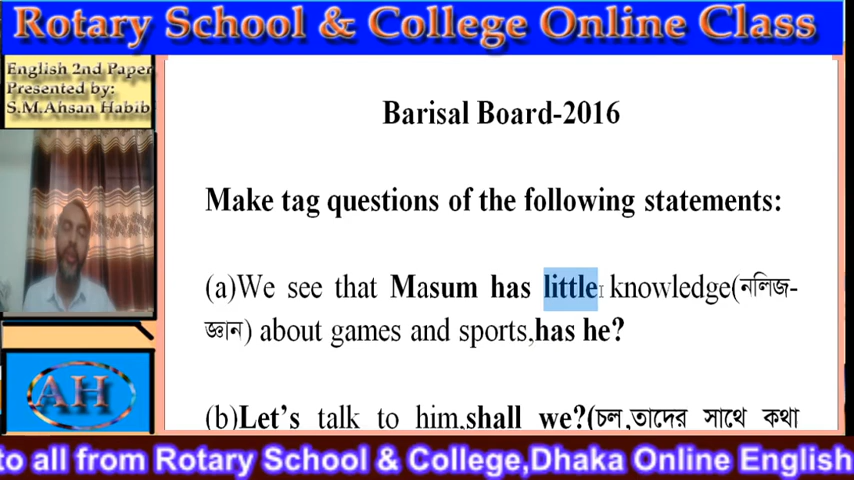 Rotary School & College Online Class
English 2nd Paper
Presented by:
S.M.Ahsan Habib
Barisal Board-2016
Make tag questions of the following statements:
(a)We see that Masum has little knowledge(নলিজ-
জ্ঞান) about games and sports,has he?
AH
(b)Let's talk to him,shall we?(চল,তাদের সাথে কথা
to all from Rotary School & College,Dhaka Online English